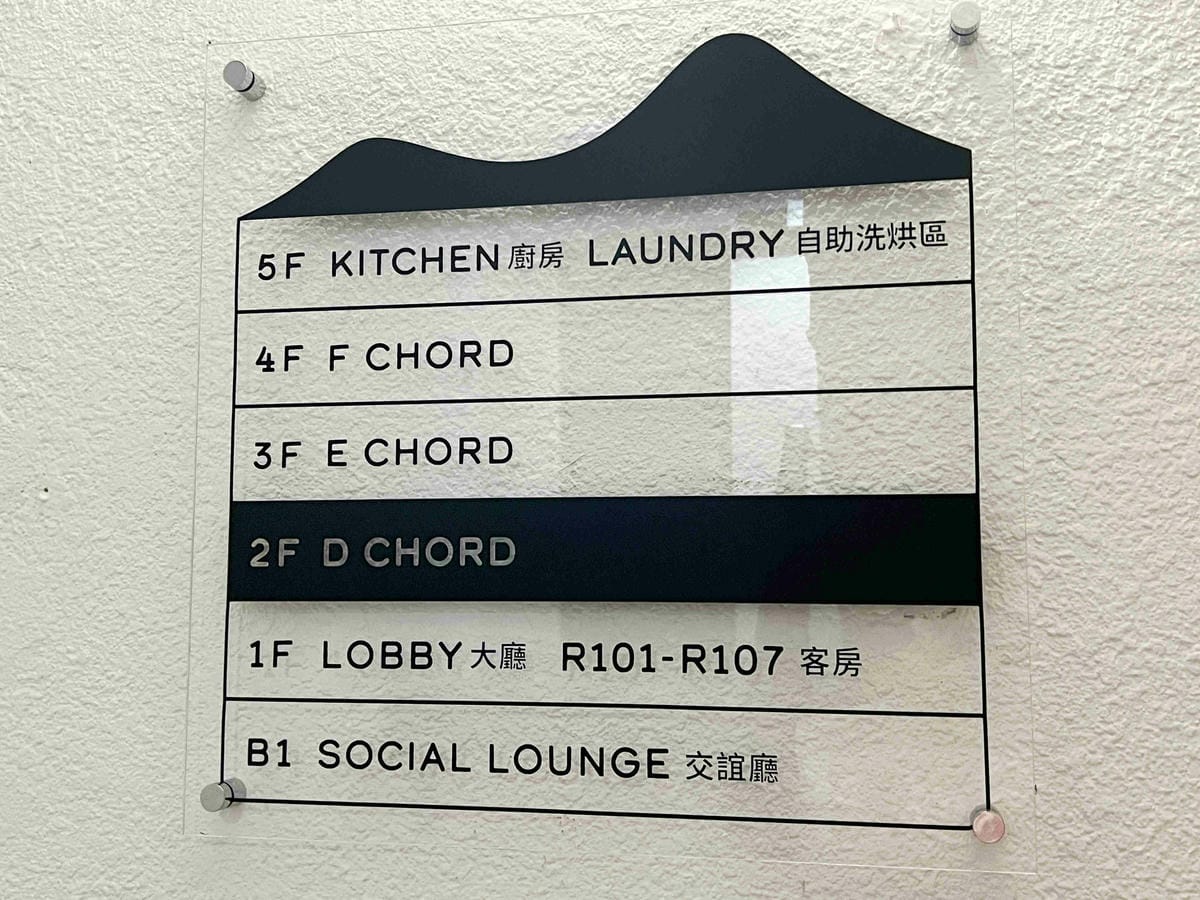 5F KITCHEN 廚房 LAUNDRY 自助洗烘區
4F F CHORD
3F E CHORD
2F D CHORD
1F LOBBY 大廳 R101-R107 客房
B1 SOCIAL LOUNGE 交誼廳